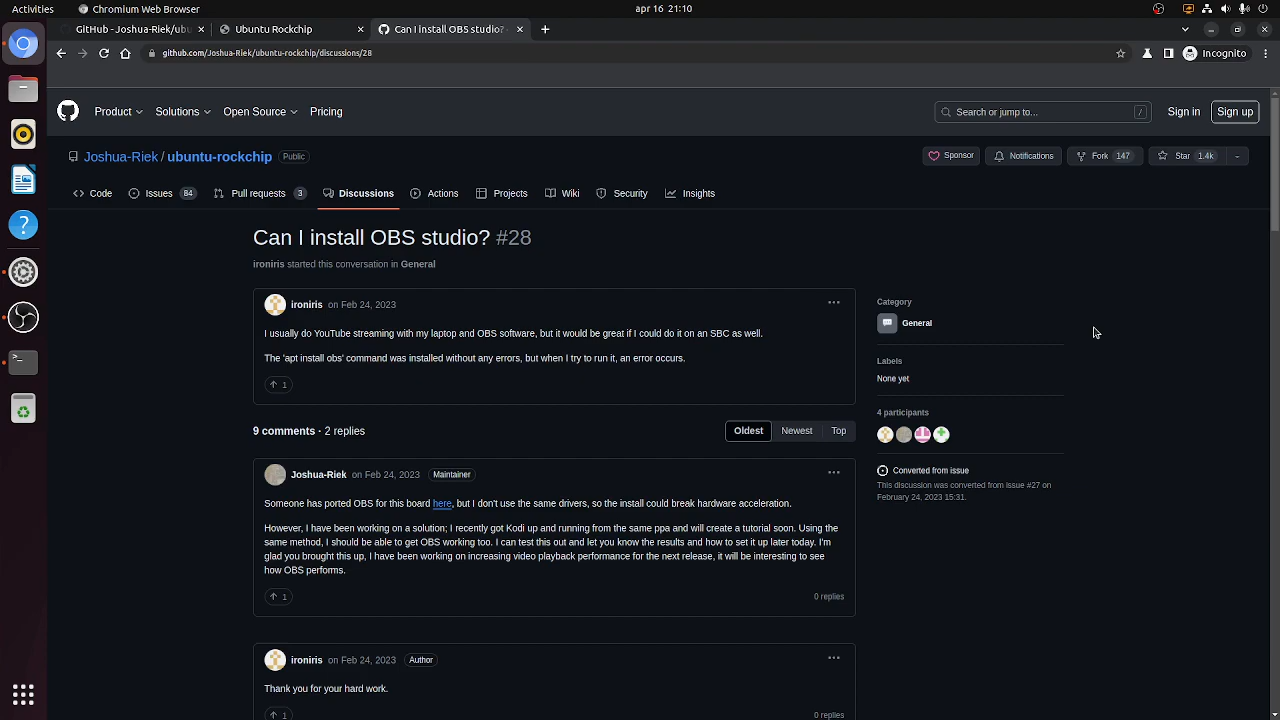 Activities
Chromium Web Browser
apr 16 21:10
GitHub - Joshua-Riek/ubu
Ubuntu Rockchip
Can I install OBS studio? ·
github.com/Joshua-Riek/ubuntu-rockchip/discussions/28
Incognito
Product
Solutions
Open Source
Pricing
Search or jump to...
/
Sign in
Sign up
Joshua-Riek / ubuntu-rockchip
Public
Sponsor
Notifications
Fork 147
Star 1.4k
Code
Issues 84
Pull requests 3
Discussions
Actions
Projects
Wiki
Security
Insights
Can I install OBS studio? #28
ironiris started this conversation in General
ironiris on Feb 24, 2023
I usually do YouTube streaming with my laptop and OBS software, but it would be great if I could do it on an SBC as well.
The 'apt install obs' command was installed without any errors, but when I try to run it, an error occurs.
1
Category
General
Labels
None yet
4 participants
Converted from issue
This discussion was converted from issue #27 on
February 24, 2023 15:31.
9 comments · 2 replies
Oldest
Newest
Top
Joshua-Riek on Feb 24, 2023 Maintainer
Someone has ported OBS for this board here, but I don't use the same drivers, so the install could break hardware acceleration.
However, I have been working on a solution; I recently got Kodi up and running from the same ppa and will create a tutorial soon. Using the
same method, I should be able to get OBS working too. I can test this out and let you know the results and how to set it up later today. I'm
glad you brought this up, I have been working on increasing video playback performance for the next release, it will be interesting to see
how OBS performs.
1
0 replies
ironiris on Feb 24, 2023 Author
Thank you for your hard work.
1
0 replies